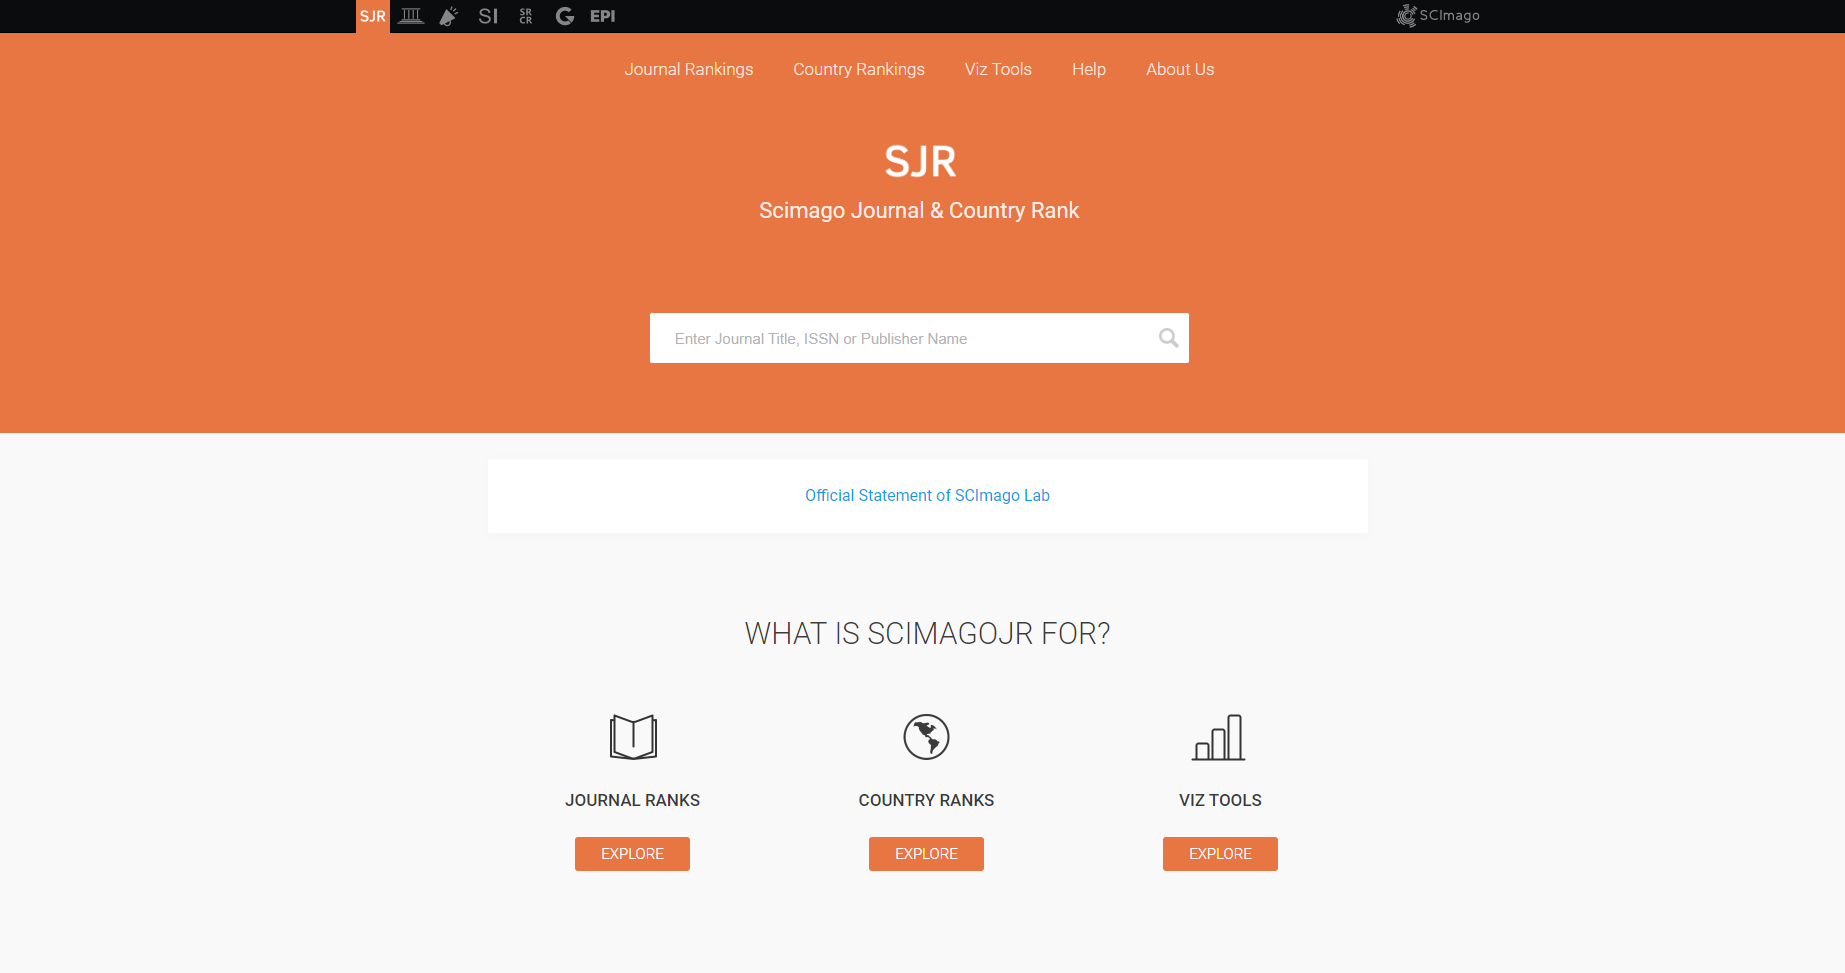 SJR SI SR CR G EPI SCImago
Journal Rankings Country Rankings Viz Tools Help About Us
SJR
Scimago Journal & Country Rank
Enter Journal Title, ISSN or Publisher Name
Official Statement of SCImago Lab
WHAT IS SCIMAGOJR FOR?
JOURNAL RANKS COUNTRY RANKS VIZ TOOLS
EXPLORE EXPLORE EXPLORE